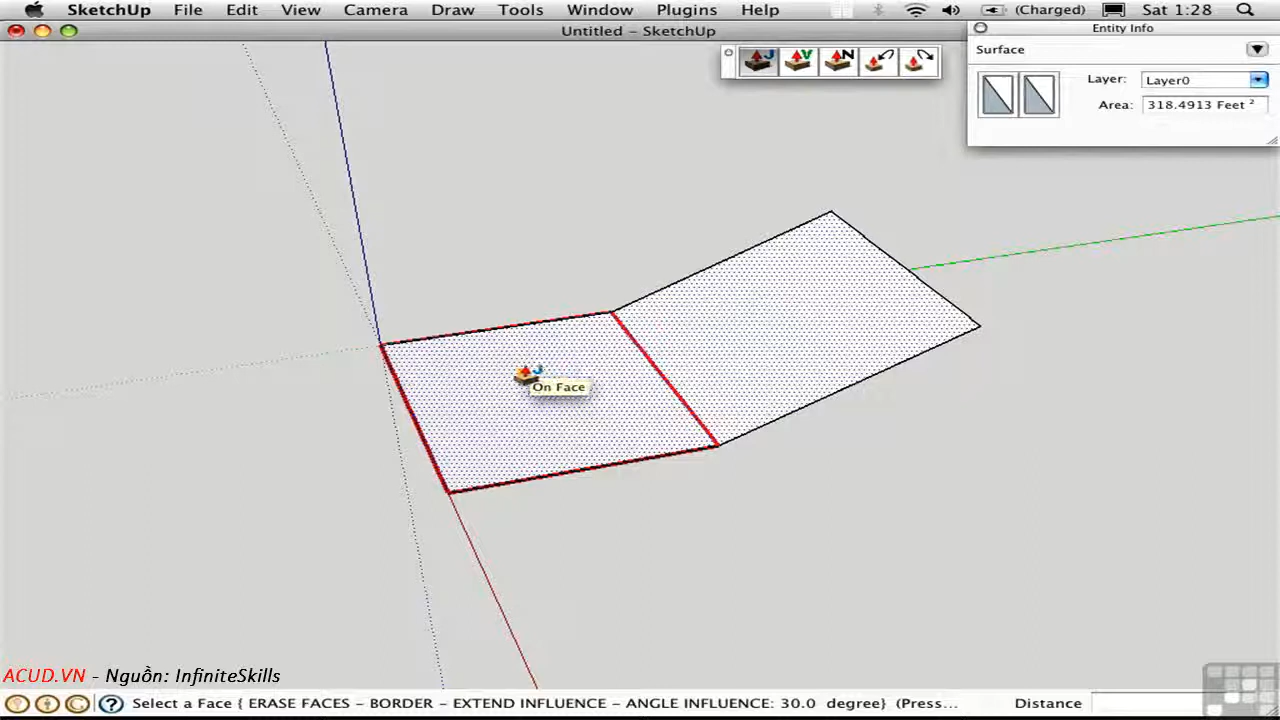 SketchUp File Edit View Camera Draw Tools Window Plugins Help (Charged) Sat 1:28
Untitled – SketchUp
Entity Info
Surface
J V N
Layer: Layer0
Area: 318.4913 Feet ²
On Face
ACUD.VN - Nguồn: InfiniteSkills
Select a Face { ERASE FACES – BORDER – EXTEND INFLUENCE – ANGLE INFLUENCE: 30.0 degree} (Press... Distance